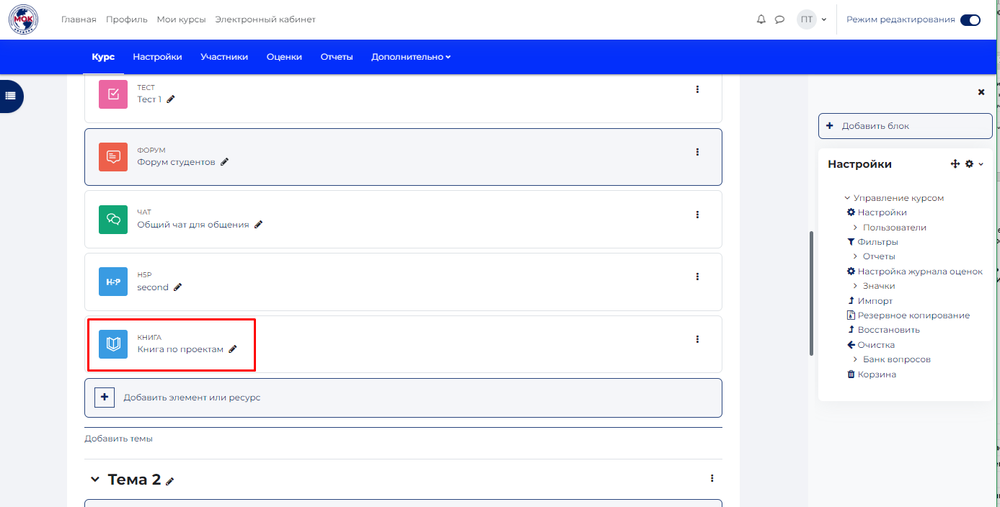 МОК
Главная Профиль Мои курсы Электронный кабинет
ПТ
Режим редактирования
Курс Настройки Участники Оценки Отчеты Дополнительно
ТЕСТ
Тест 1
ФОРУМ
Форум студентов
ЧАТ
Общий чат для общения
H5P
H5P
second
КНИГА
Книга по проектам
Добавить элемент или ресурс
Добавить темы
Тема 2
Добавить блок
Настройки
Управление курсом
Настройки
Пользователи
Фильтры
Отчеты
Настройка журнала оценок
Значки
Импорт
Резервное копирование
Восстановить
Очистка
Банк вопросов
Корзина